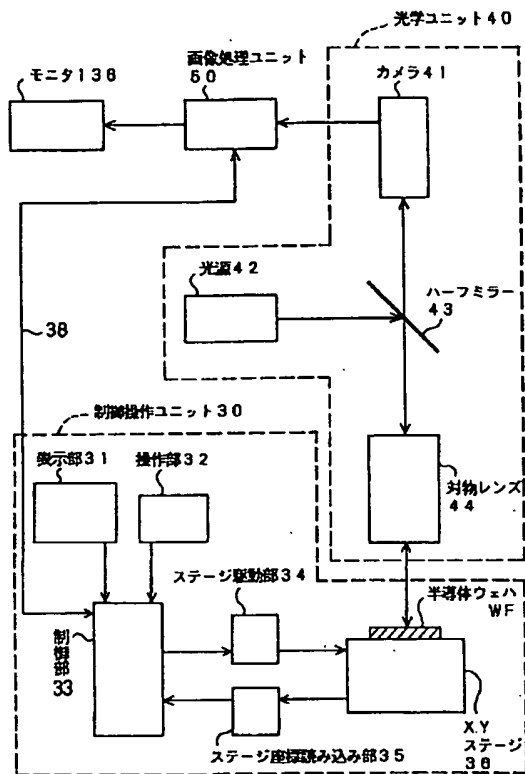 光学ユニット40
画像処理ユニット
50
モニタ138
カメラ41
光源42
ハーフミラー
43
38
制御操作ユニット30
表示部31
操作部32
対物レンズ
44
ステージ駆動部34
半導体ウェハ
WF
制御部
33
X.Y
ステージ
36
ステージ座標読み込み部35